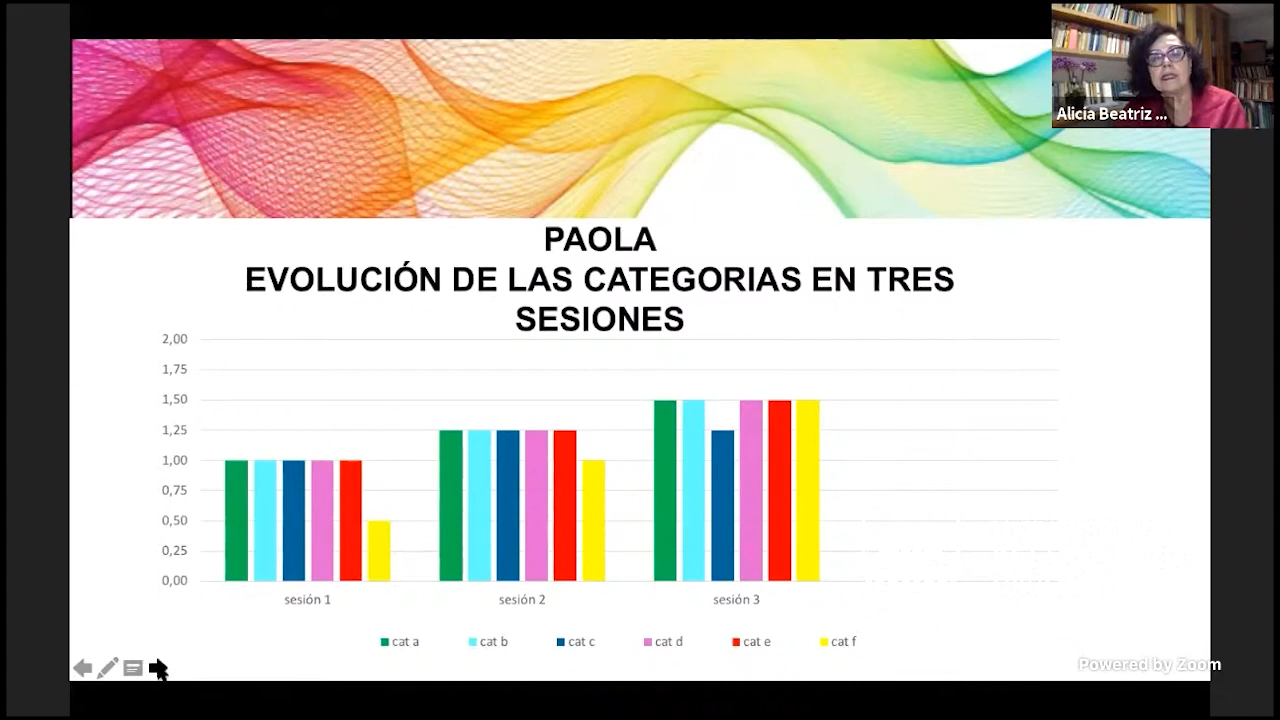 Alicia Beatriz ...
PAOLA
EVOLUCIÓN DE LAS CATEGORIAS EN TRES
SESIONES
2,00
1,75
1,50
1,25
1,00
0,75
0,50
0,25
0,00
sesión 1 sesión 2 sesión 3
cat a cat b cat c cat d cat e cat f
Powered by Zoom